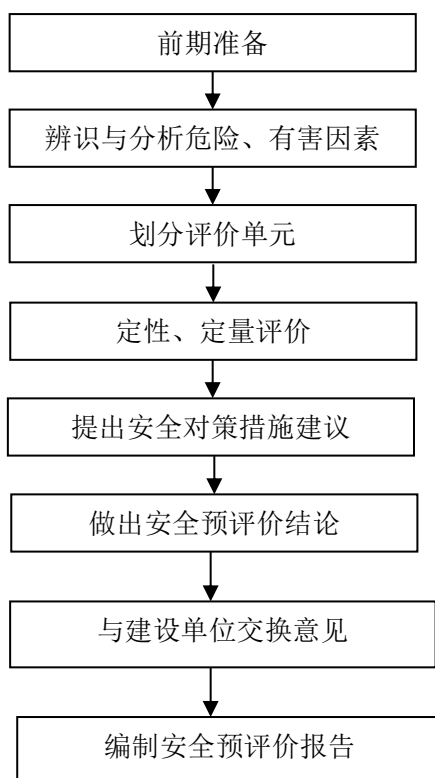 前期准备
辨识与分析危险、有害因素
划分评价单元
定性、定量评价
提出安全对策措施建议
做出安全预评价结论
与建设单位交换意见
编制安全预评价报告